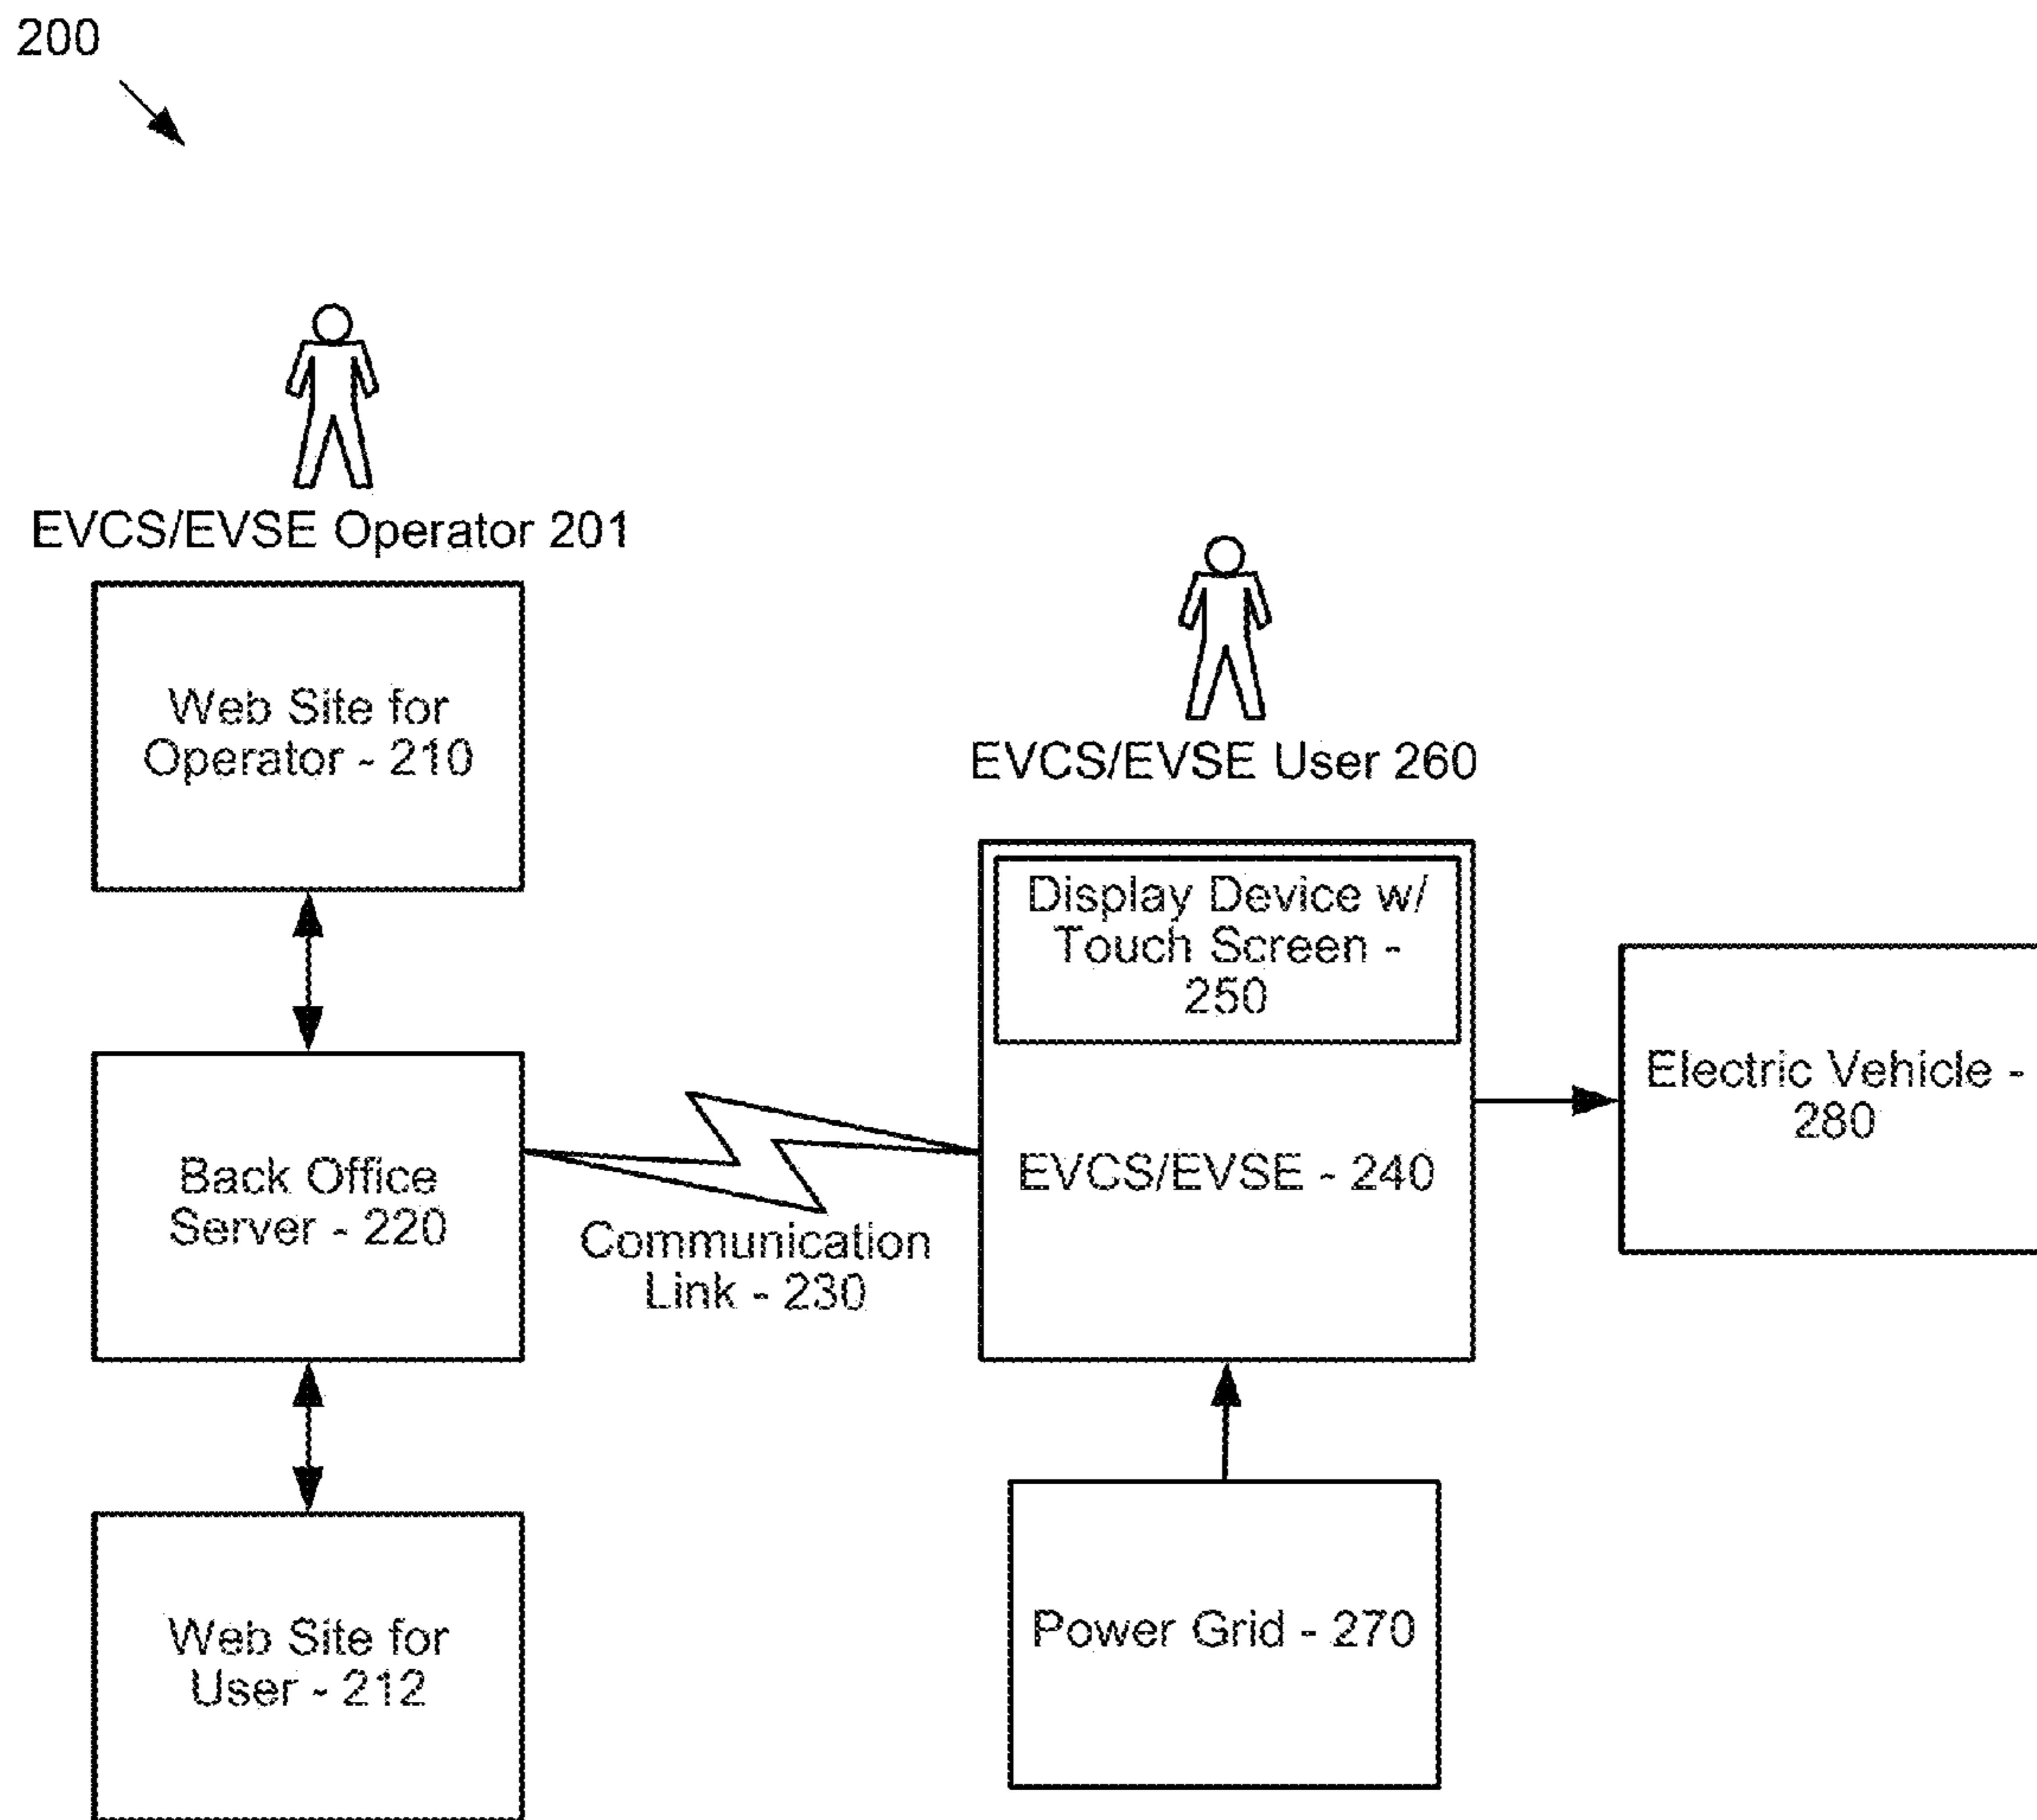 200
EVCS/EVSE Operator 201
Web Site for
Operator - 210
EVCS/EVSE User 260
Display Device w/
Touch Screen -
250
Electric Vehicle -
280
Back Office
Server - 220
EVCS/EVSE - 240
Communication
Link - 230
Web Site for
User - 212
Power Grid - 270